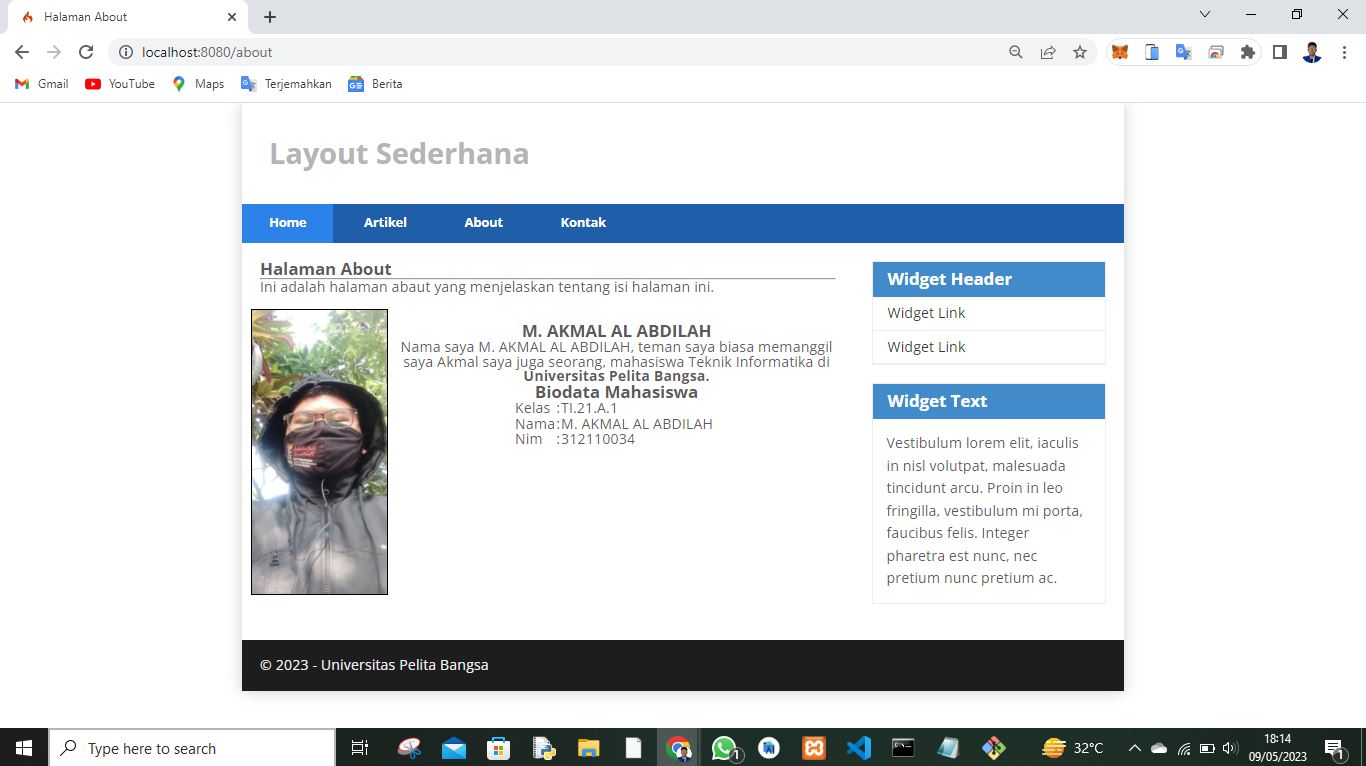 Halaman About
localhost:8080/about
Gmail
YouTube
Maps
Terjemahkan
Berita
Layout Sederhana
Home
Artikel
About
Kontak
Halaman About
Ini adalah halaman abaut yang menjelaskan tentang isi halaman ini.
M. AKMAL AL ABDILAH
Nama saya M. AKMAL AL ABDILAH, teman saya biasa memanggil
saya Akmal saya juga seorang, mahasiswa Teknik Informatika di
Universitas Pelita Bangsa.
Biodata Mahasiswa
Kelas :TI.21.A.1
Nama:M. AKMAL AL ABDILAH
Nim :312110034
Widget Header
Widget Link
Widget Link
Widget Text
Vestibulum lorem elit, iaculis
in nisl volutpat, malesuada
tincidunt arcu. Proin in leo
fringilla, vestibulum mi porta,
faucibus felis. Integer
pharetra est nunc, nec
pretium nunc pretium ac.
© 2023 - Universitas Pelita Bangsa
Type here to search
1
32°C
18:14
09/05/2023
1